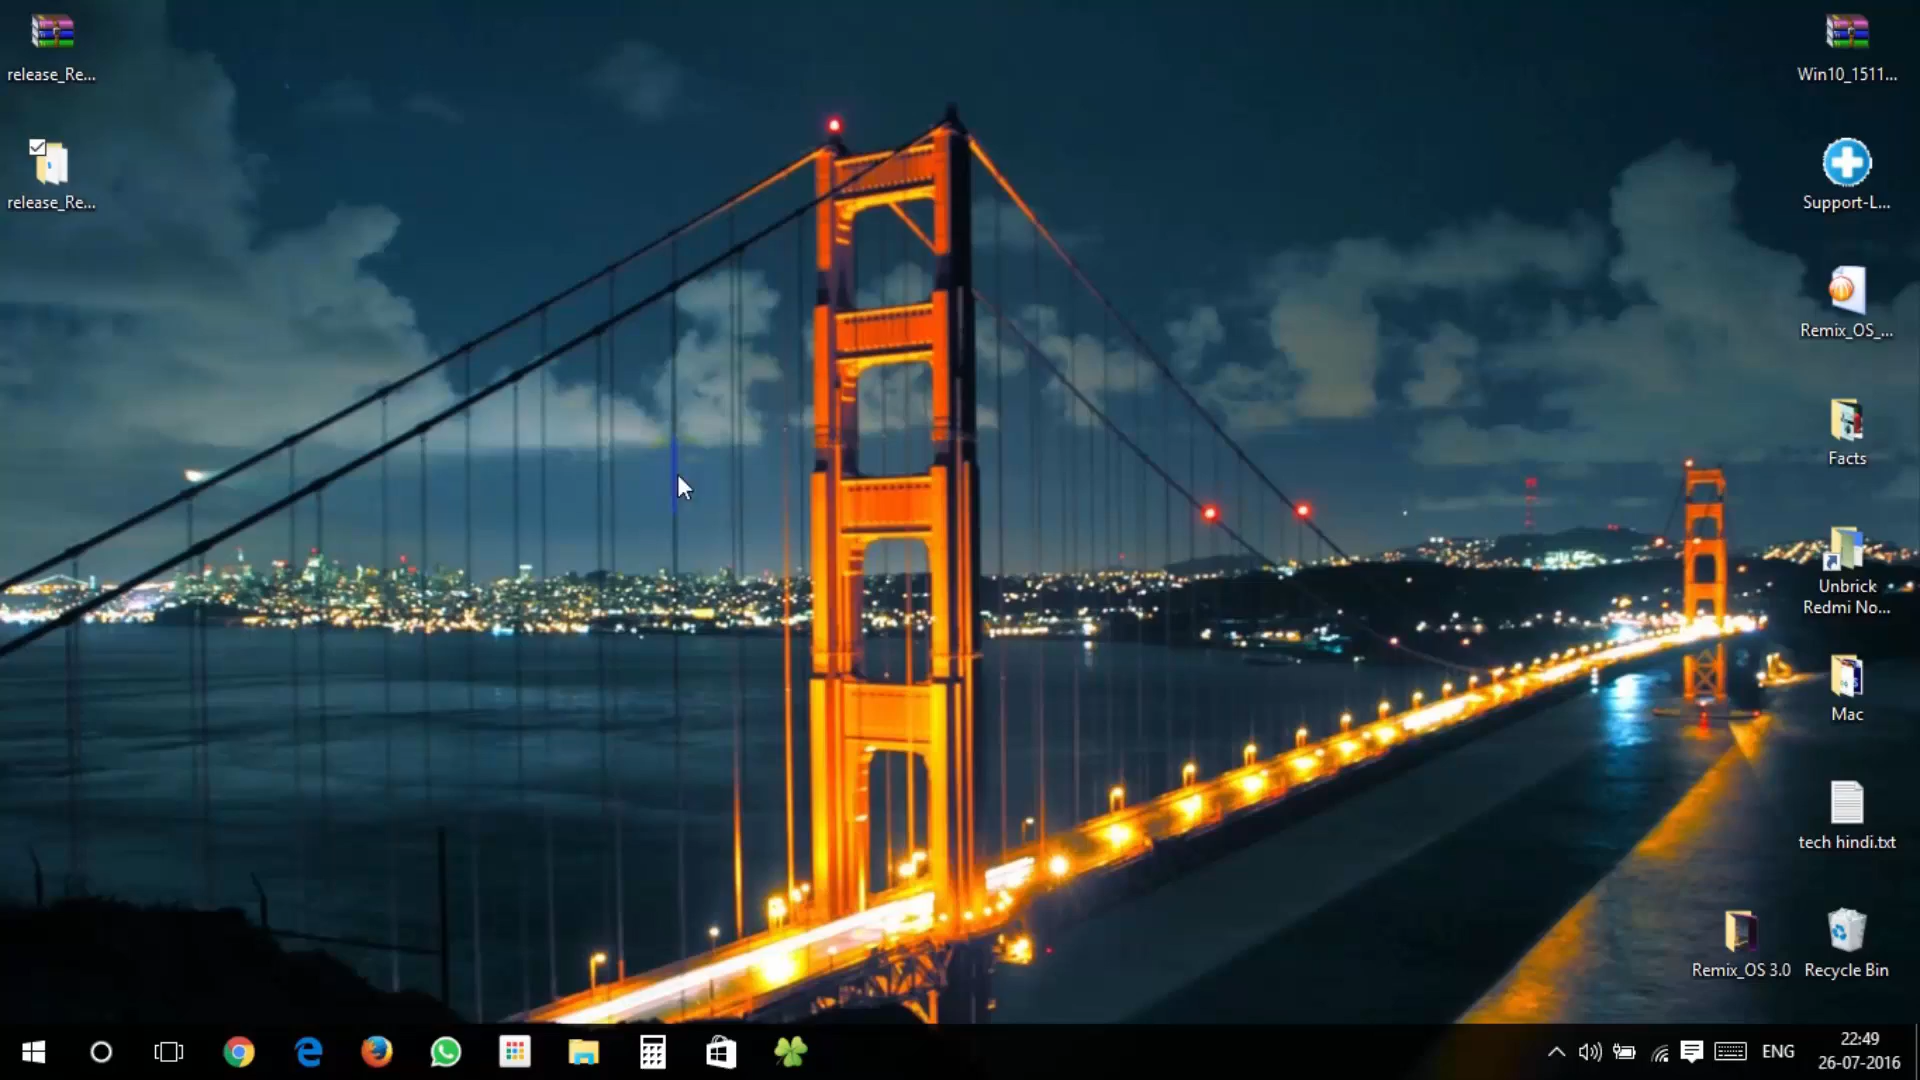 release_Re...
release_Re...
Win10_1511...
Support-L...
Remix_OS_...
Facts
Unbrick
Redmi No...
Mac
tech hindi.txt
Remix_OS 3.0
Recycle Bin
ENG
22:49
26-07-2016